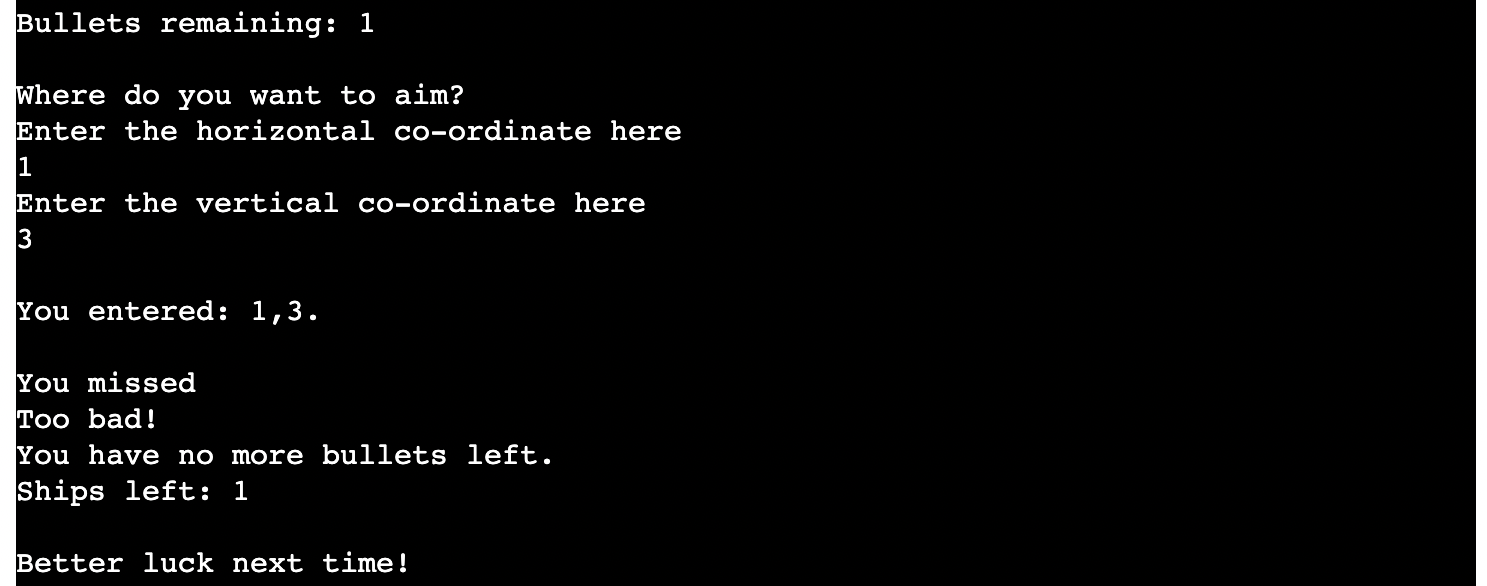 Bullets remaining: 1
Where do you want to aim?
Enter the horizontal co-ordinate here
1
Enter the vertical co-ordinate here
3
You entered: 1,3.
You missed
Too bad!
You have no more bullets left.
Ships left: 1
Better luck next time!